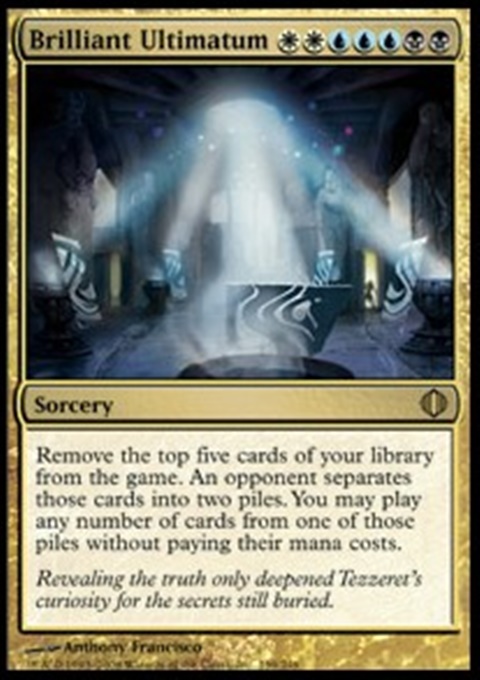 Brilliant Ultimatum
Sorcery
Remove the top five cards of your library
from the game. An opponent separates
those cards into two piles. You may play
any number of cards from one of those
piles without paying their mana costs.
Revealing the truth only deepened Tezzeret's
curiosity for the secrets still buried.
Anthony Francisco